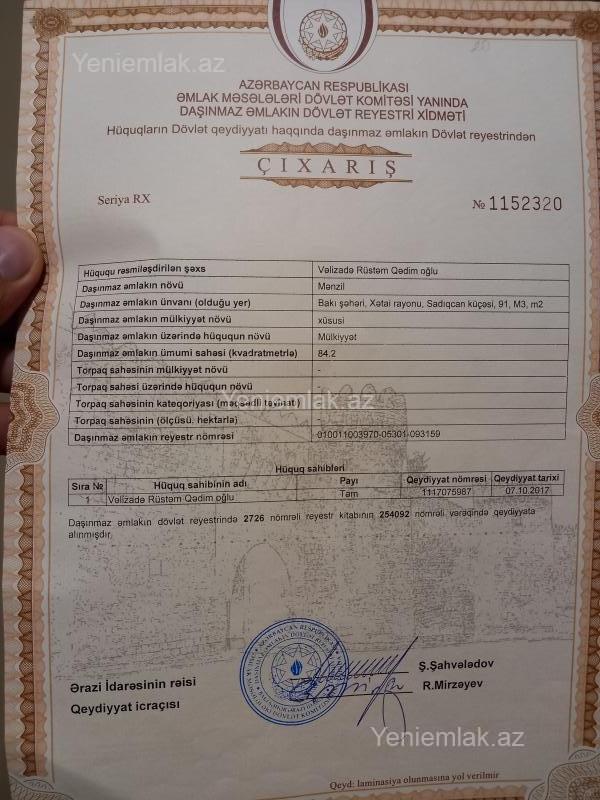 Yeniemlak.az
AZƏRBAYCAN RESPUBLİKASI
ƏMLAK MƏSƏLƏLƏRİ DÖVLƏT KOMİTƏSİ YANINDA
DAŞINMAZ ƏMLAKIN DÖVLƏT REYESTRİ XİDMƏTİ
Hüquqların Dövlət qeydiyyatı haqqında daşınmaz əmlakın Dövlət reyestrindən
ÇIXARIŞ
Seriya RX № 1152320
Hüququ rəsmiləşdirilən şəxs Vəlizadə Rüstəm Qədim oğlu
Daşınmaz əmlakın növü Mənzil
Daşınmaz əmlakın ünvanı (olduğu yer) Bakı şəhəri, Xətai rayonu, Sadıqcan küçəsi, 91, M3, m2
Daşınmaz əmlakın mülkiyyət növü xüsusi
Daşınmaz əmlakın üzərində hüququn növü Mülkiyyət
Daşınmaz əmlakın ümumi sahəsi (kvadratmetrlə) 84.2
Torpaq sahəsinin mülkiyyət növü -
Torpaq sahəsi üzərində hüququn növü
Torpaq sahəsinin kateqoriyası (məqsədli təyinatı)
Yeniemlak.az
Torpaq sahəsinin (ölçüsü, hektarla)
Daşınmaz əmlakın reyestr nömrəsi 010011003970-05301-093159
Hüquq sahibləri
Sıra № Hüquq sahibinin adı Payı Qeydiyyat nömrəsi Qeydiyyat tarixi
1 Vəlizadə Rüstəm Qədim oğlu Tam 1117075987 07.10.2017
Daşınmaz əmlakın dövlət reyestrində 2726 nömrəli reyestr kitabının 254092 nömrəli vərəqində qeydiyyata
alınmışdır.
Ərazi İdarəsinin rəisi Ş.Şahvələdov
Qeydiyyat icraçısı R.Mirzəyev
Yeniemlak.az
Qeyd: laminasiya olunmasına yol verilmir